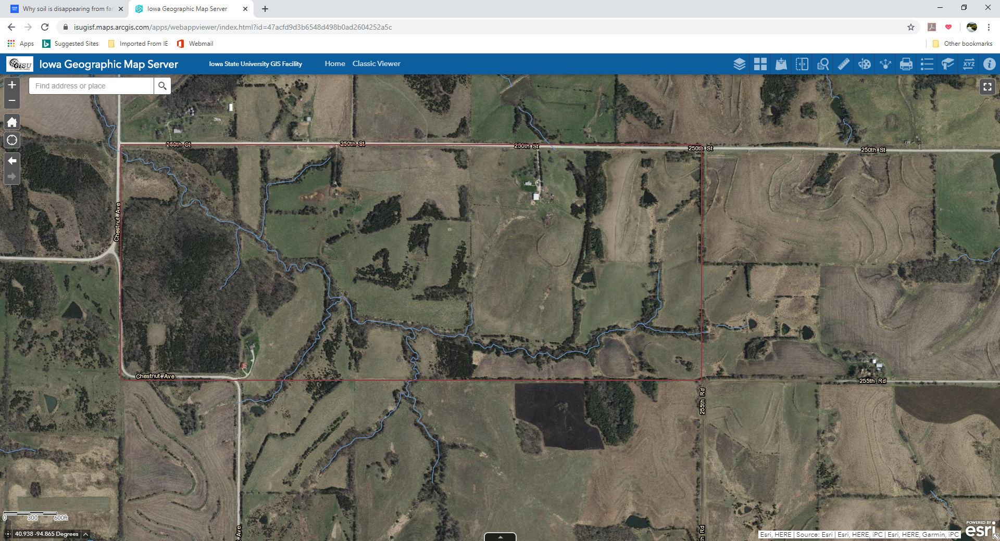 Why soil is disappearing from far
Iowa Geographic Map Server
isugisf.maps.arcgis.com/apps/webappviewer/index.html?id=47acfd9d3b6548d498b0ad2604252a5c
Apps
Suggested Sites
Imported From IE
Webmail
Other bookmarks
GISU
Iowa Geographic Map Server
Iowa State University GIS Facility
Home
Classic Viewer
XYZ
Find address or place
250th St
250th St
250th St
250th St
250th St
Chestnut Ave
Chestnut Ave
255th Rd
255th Rd
Ave
Rd
0 300 600ft
40.938 -94.865 Degrees
POWERED BY
esri
Esri, HERE | Source: Esri | Esri, HERE, iPC | Esri, HERE, Garmin, iPC